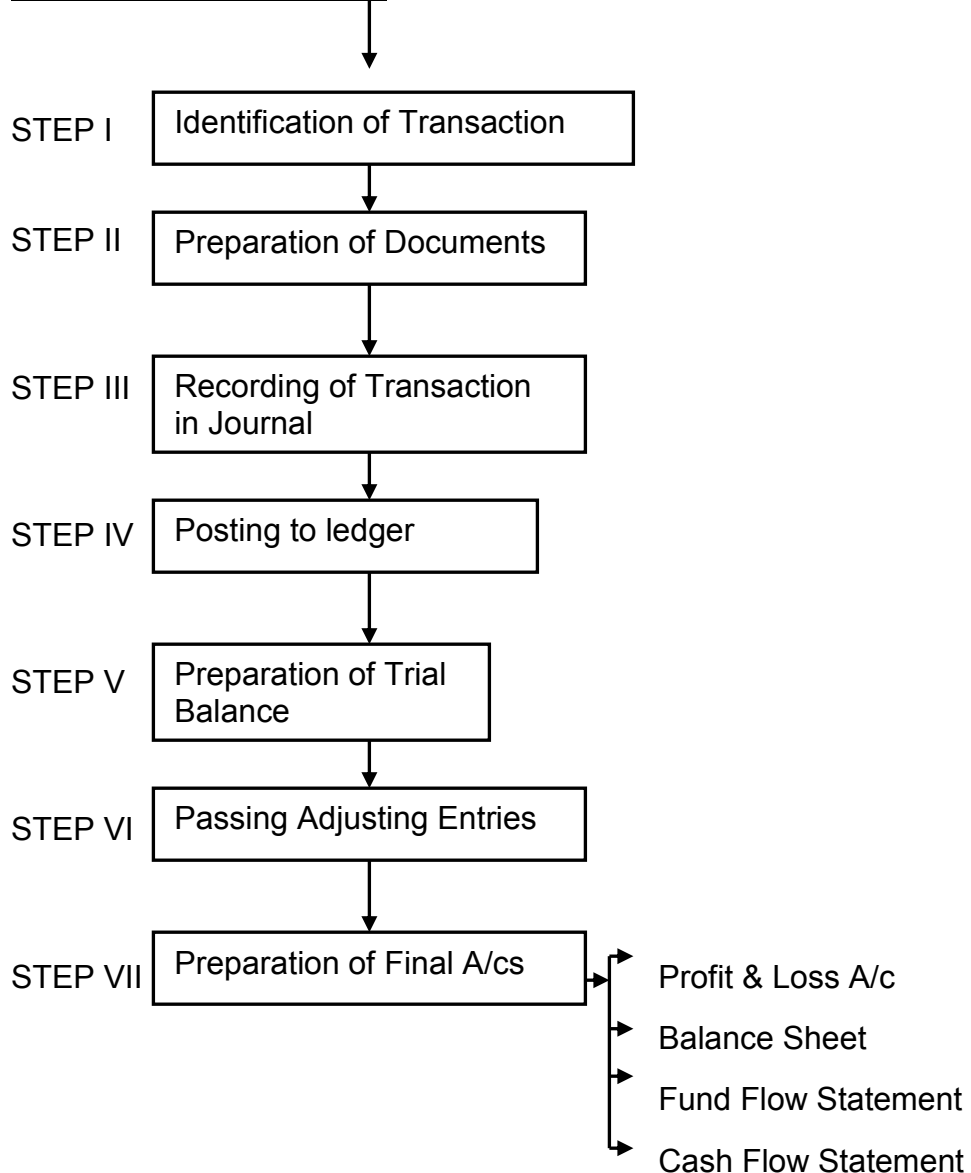 STEP I
Identification of Transaction
STEP II
Preparation of Documents
STEP III
Recording of Transaction
in Journal
STEP IV
Posting to ledger
STEP V
Preparation of Trial
Balance
STEP VI
Passing Adjusting Entries
STEP VII
Preparation of Final A/cs
Profit & Loss A/c
Balance Sheet
Fund Flow Statement
Cash Flow Statement